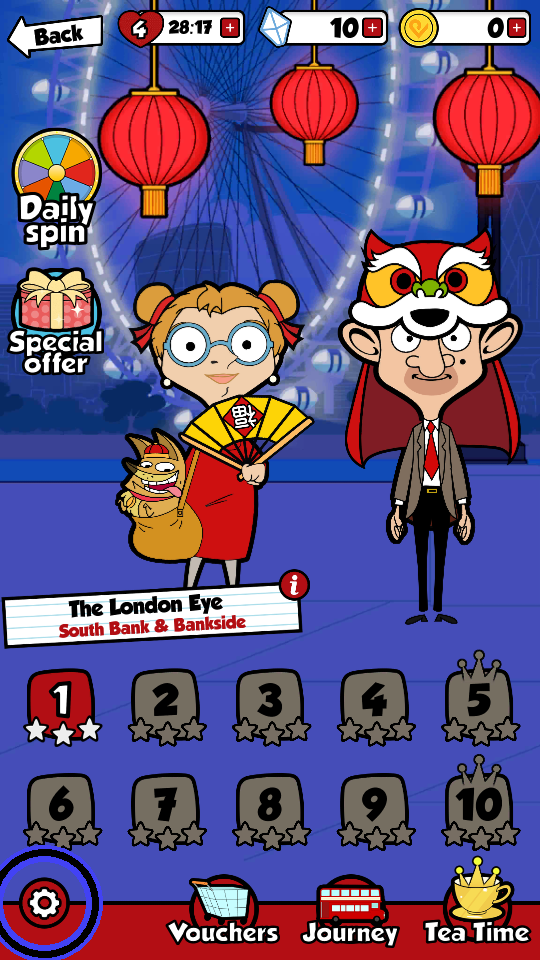 Back
4
28:17
10
0
Daily
spin
Special
offer
福
i
The London Eye
South Bank & Bankside
1
2
3
4
5
6
7
8
9
10
Vouchers
Journey
Tea Time